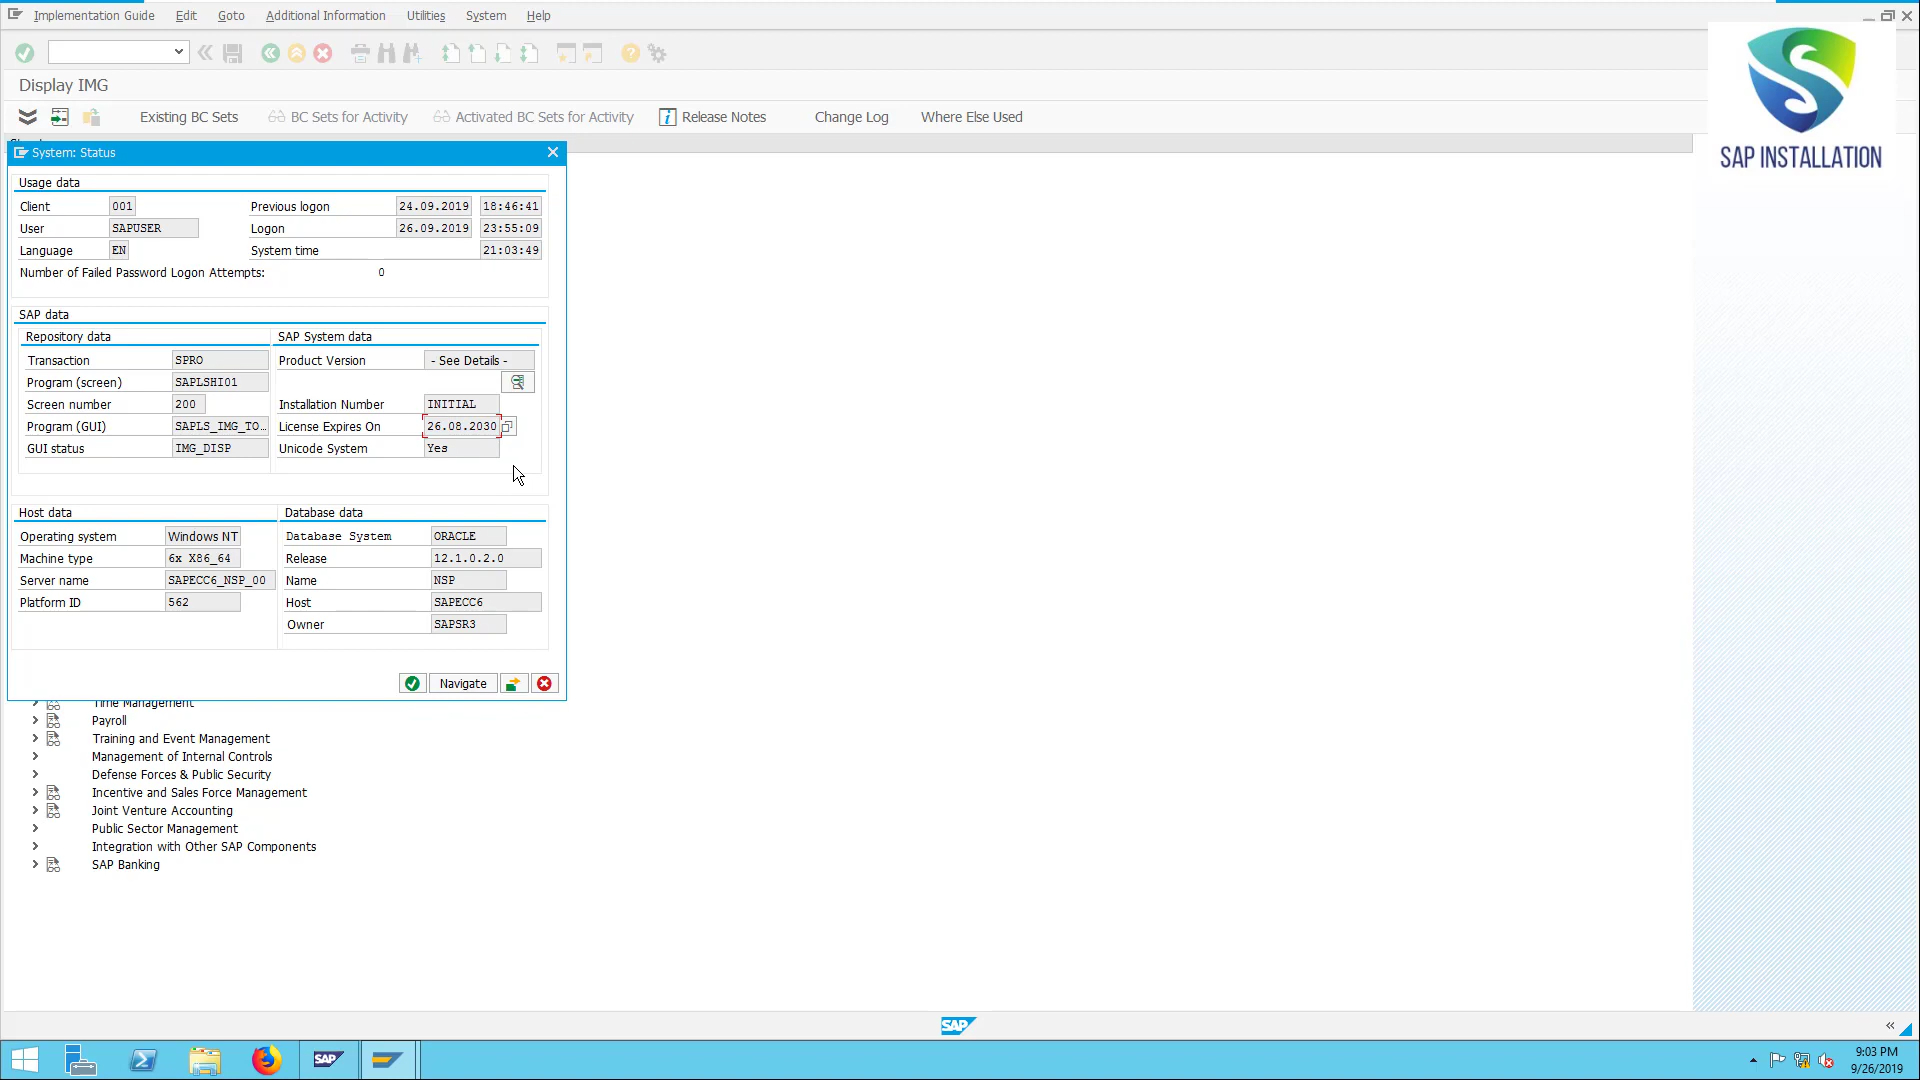 Implementation Guide Edit Goto Additional Information Utilities System Help
Display IMG
Existing BC Sets BC Sets for Activity Activated BC Sets for Activity Release Notes Change Log Where Else Used
SAP INSTALLATION
System: Status
Usage data
Client 001 Previous logon 24.09.2019 18:46:41
User SAPUSER Logon 26.09.2019 23:55:09
Language EN System time 21:03:49
Number of Failed Password Logon Attempts: 0
SAP data
Repository data SAP System data
Transaction SPRO Product Version - See Details -
Program (screen) SAPLSHI01
Screen number 200 Installation Number INITIAL
Program (GUI) SAPLS_IMG_TO... License Expires On 26.08.2030
GUI status IMG_DISP Unicode System Yes
Host data Database data
Operating system Windows NT Database System ORACLE
Machine type 6x X86_64 Release 12.1.0.2.0
Server name SAPECC6_NSP_00 Name NSP
Platform ID 562 Host SAPECC6
Owner SAPSR3
Navigate
Time Management
Payroll
Training and Event Management
Management of Internal Controls
Defense Forces & Public Security
Incentive and Sales Force Management
Joint Venture Accounting
Public Sector Management
Integration with Other SAP Components
SAP Banking
SAP
SAP
9:03 PM
9/26/2019